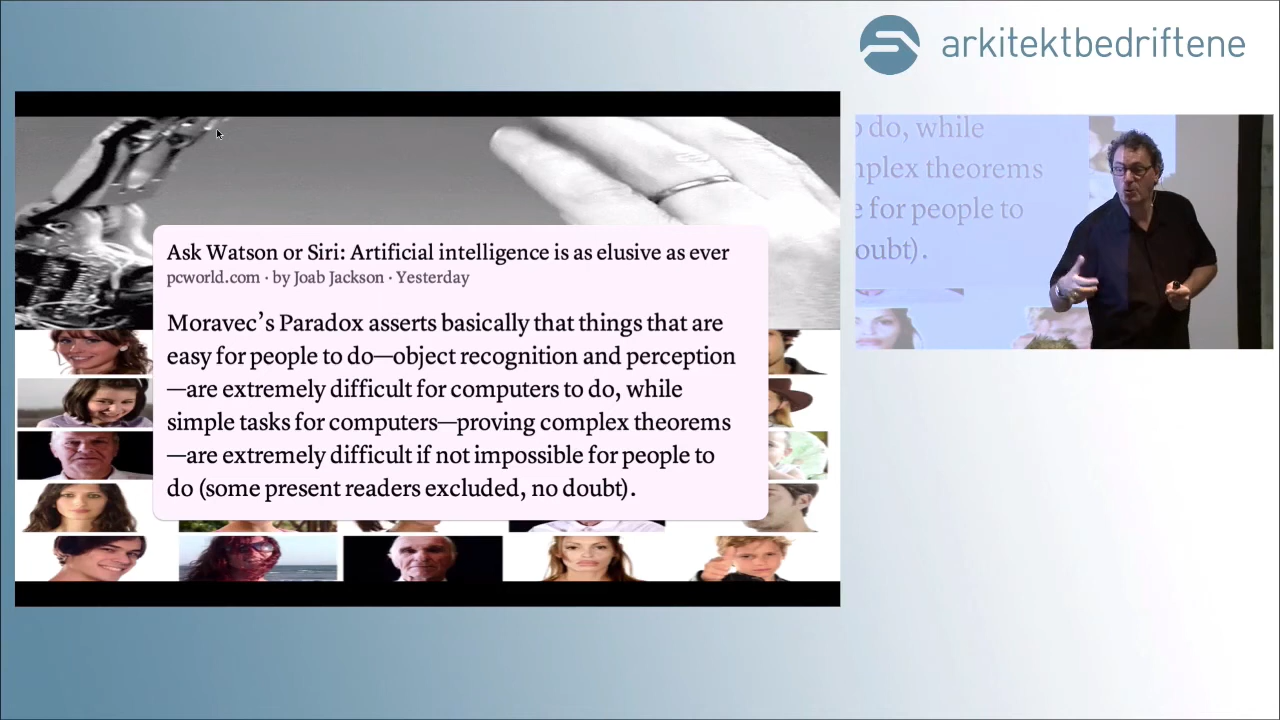 arkitektbedriftene
Ask Watson or Siri: Artificial intelligence is as elusive as ever
pcworld.com · by Joab Jackson · Yesterday
Moravec’s Paradox asserts basically that things that are
easy for people to do—object recognition and perception
—are extremely difficult for computers to do, while
simple tasks for computers—proving complex theorems
—are extremely difficult if not impossible for people to
do (some present readers excluded, no doubt).
do, while
mplex theorems
e for people to
oubt).